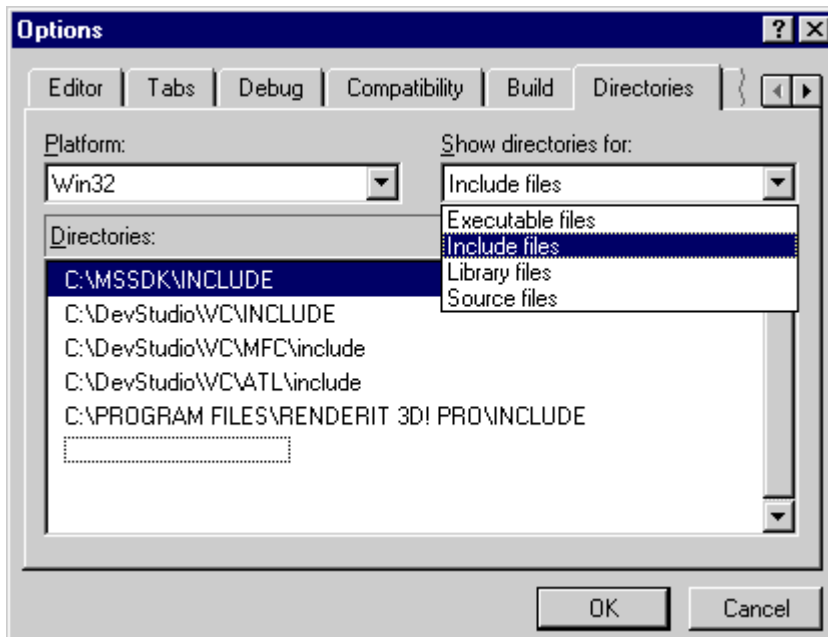 Options
Editor Tabs Debug Compatibility Build Directories
Platform: Show directories for:
Win32 Include files
Executable files
Directories: Include files
Library files
C:\MSSDK\INCLUDE
Source files
C:\DevStudio\VC\INCLUDE
C:\DevStudio\VC\MFC\include
C:\DevStudio\VC\ATL\include
C:\PROGRAM FILES\RENDERIT 3D! PRO\INCLUDE
OK Cancel